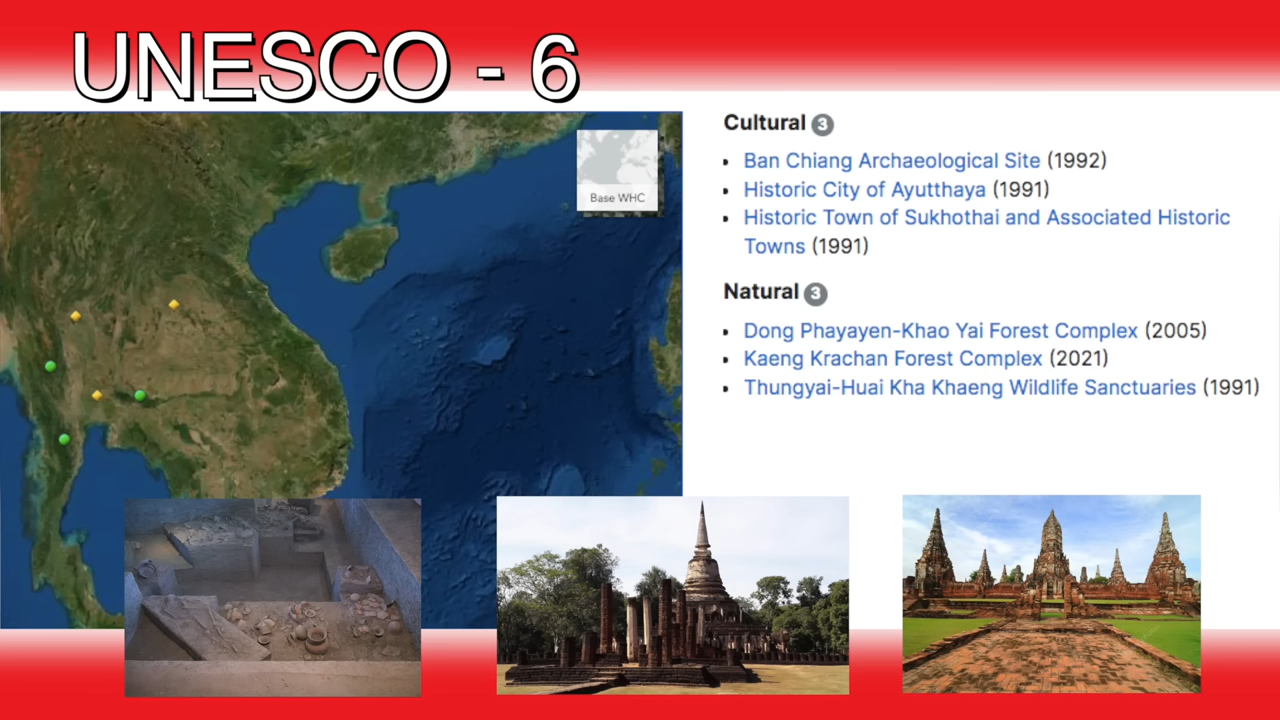 UNESCO - 6
Base WHC
Cultural 3
Ban Chiang Archaeological Site (1992)
Historic City of Ayutthaya (1991)
Historic Town of Sukhothai and Associated Historic
Towns (1991)
Natural 3
Dong Phayayen-Khao Yai Forest Complex (2005)
Kaeng Krachan Forest Complex (2021)
Thungyai-Huai Kha Khaeng Wildlife Sanctuaries (1991)